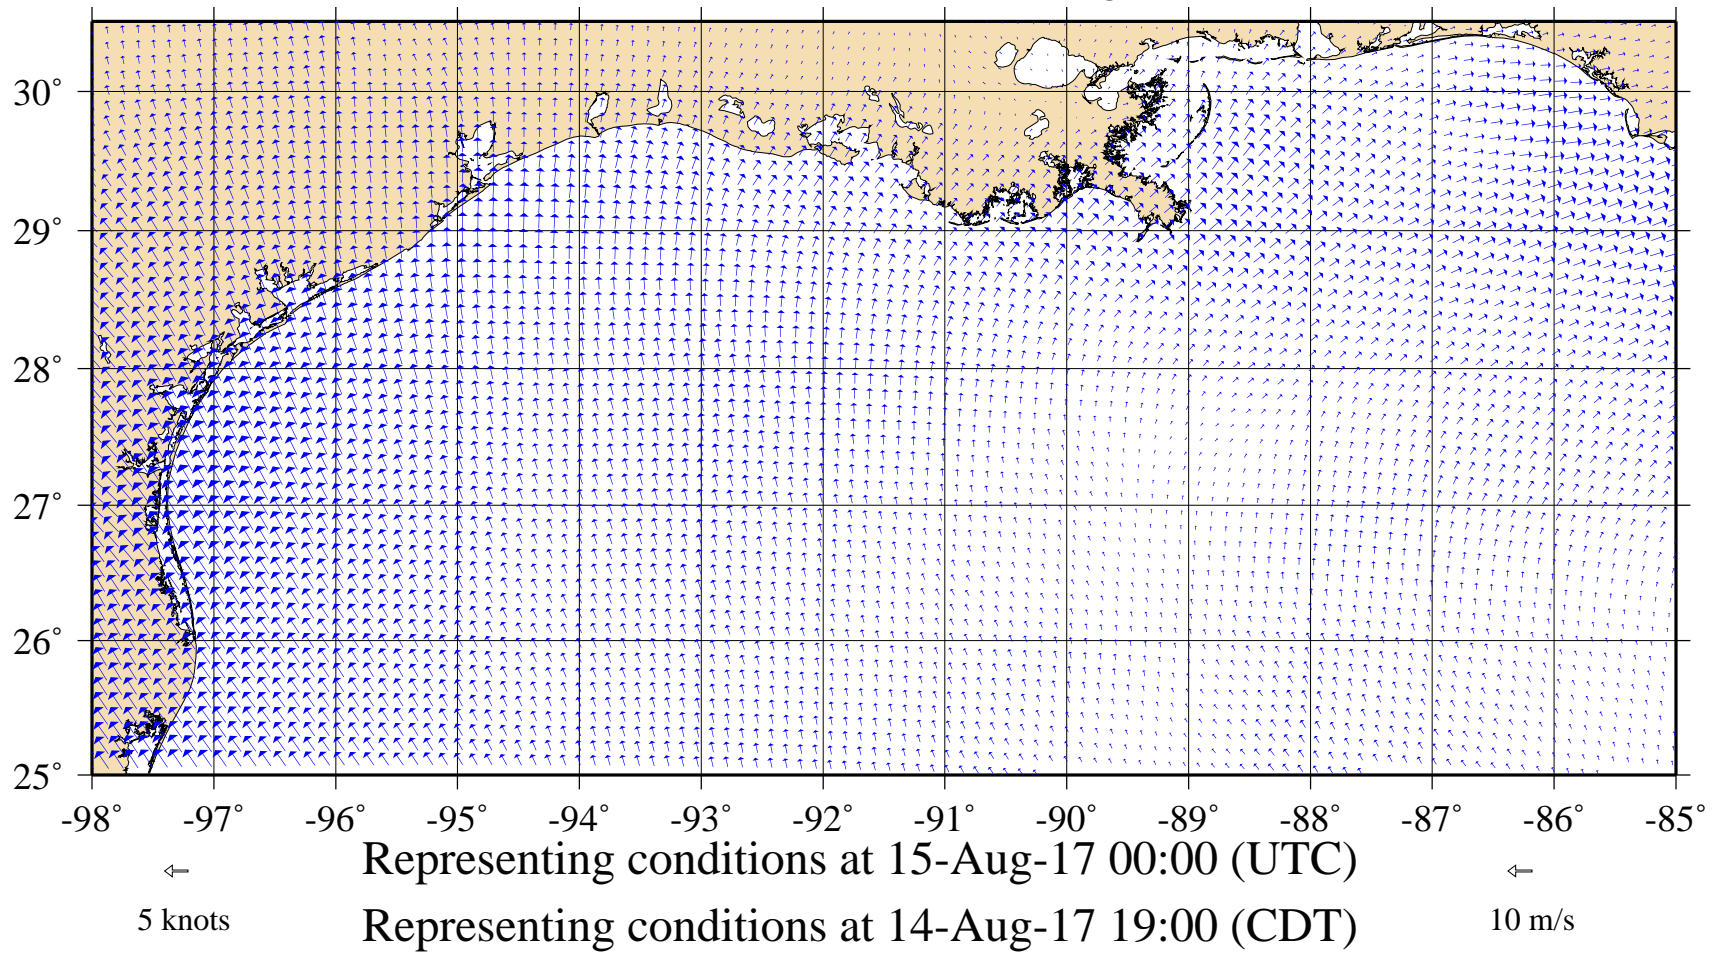 30°
29°
28°
27°
26°
25°
-98° -97° -96° -95° -94° -93° -92° -91° -90° -89° -88° -87° -86° -85°
Representing conditions at 15-Aug-17 00:00 (UTC)
5 knots
10 m/s
Representing conditions at 14-Aug-17 19:00 (CDT)